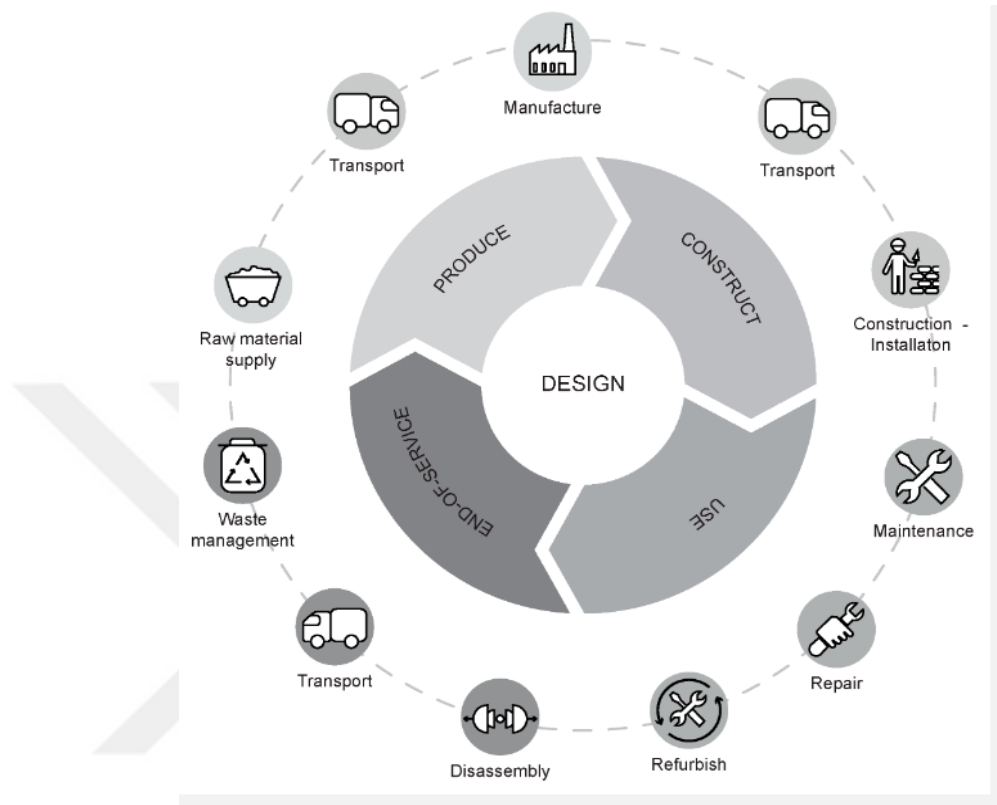 Manufacture
Transport
Transport
PRODUCE
CONSTRUCT
Raw material
supply
Construction -
Installaton
DESIGN
END-OF-SERVICE
USE
Waste
management
Maintenance
Transport
Repair
Disassembly
Refurbish